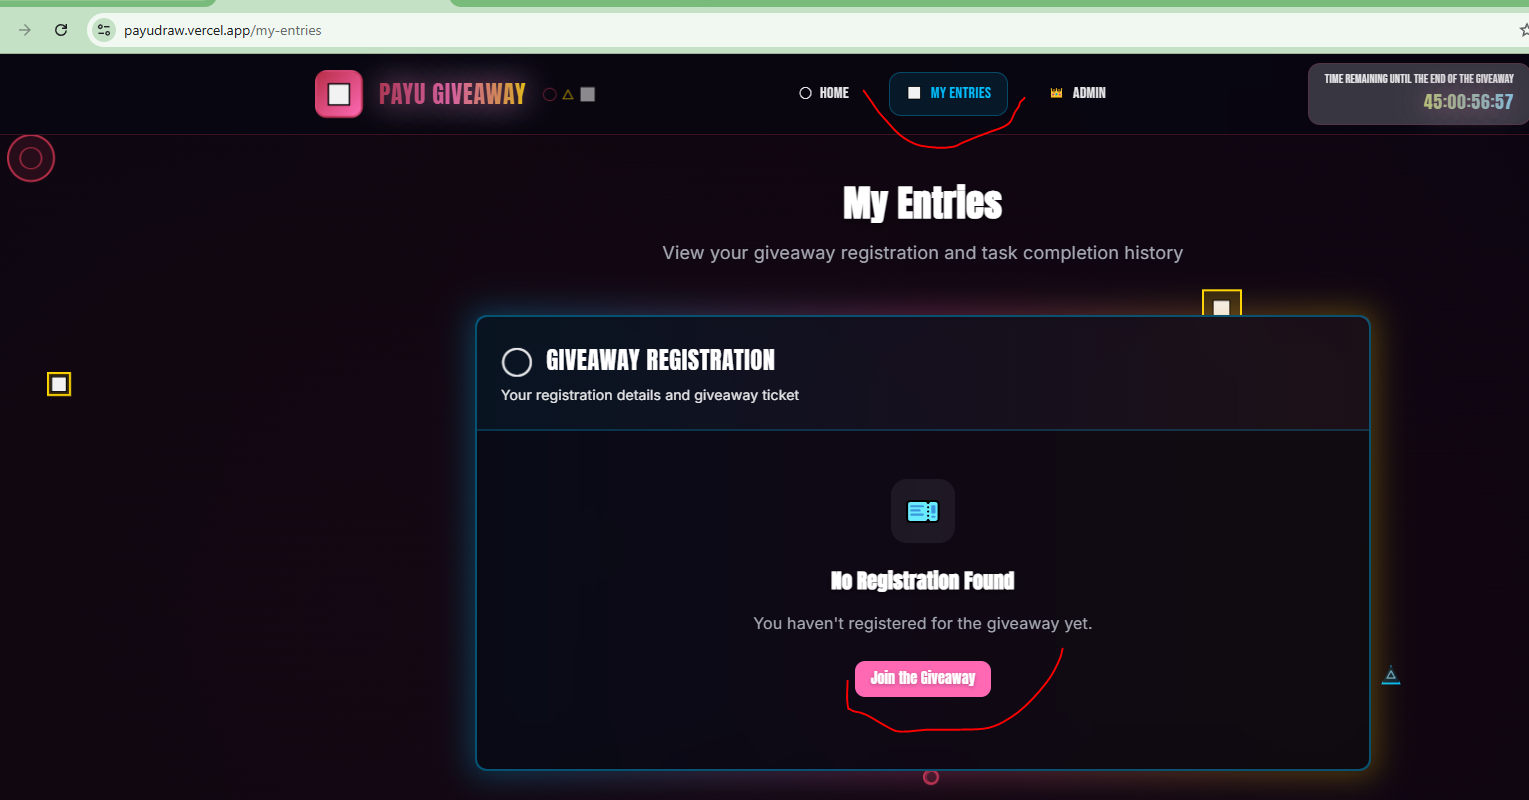 payudraw.vercel.app/my-entries
PAYU GIVEAWAY
HOME
MY ENTRIES
ADMIN
TIME REMAINING UNTIL THE END OF THE GIVEAWAY
45:00:56:57
My Entries
View your giveaway registration and task completion history
GIVEAWAY REGISTRATION
Your registration details and giveaway ticket
No Registration Found
You haven't registered for the giveaway yet.
Join the Giveaway